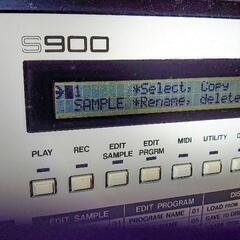 S900
1 *Select, Copy
SAMPLE *Rename, delete
PLAY REC EDIT SAMPLE EDIT PRGRM MIDI UTILITY
EDIT SAMPLE EDIT PROGRAM
PROGRAM NAME 01 LOAD FROM